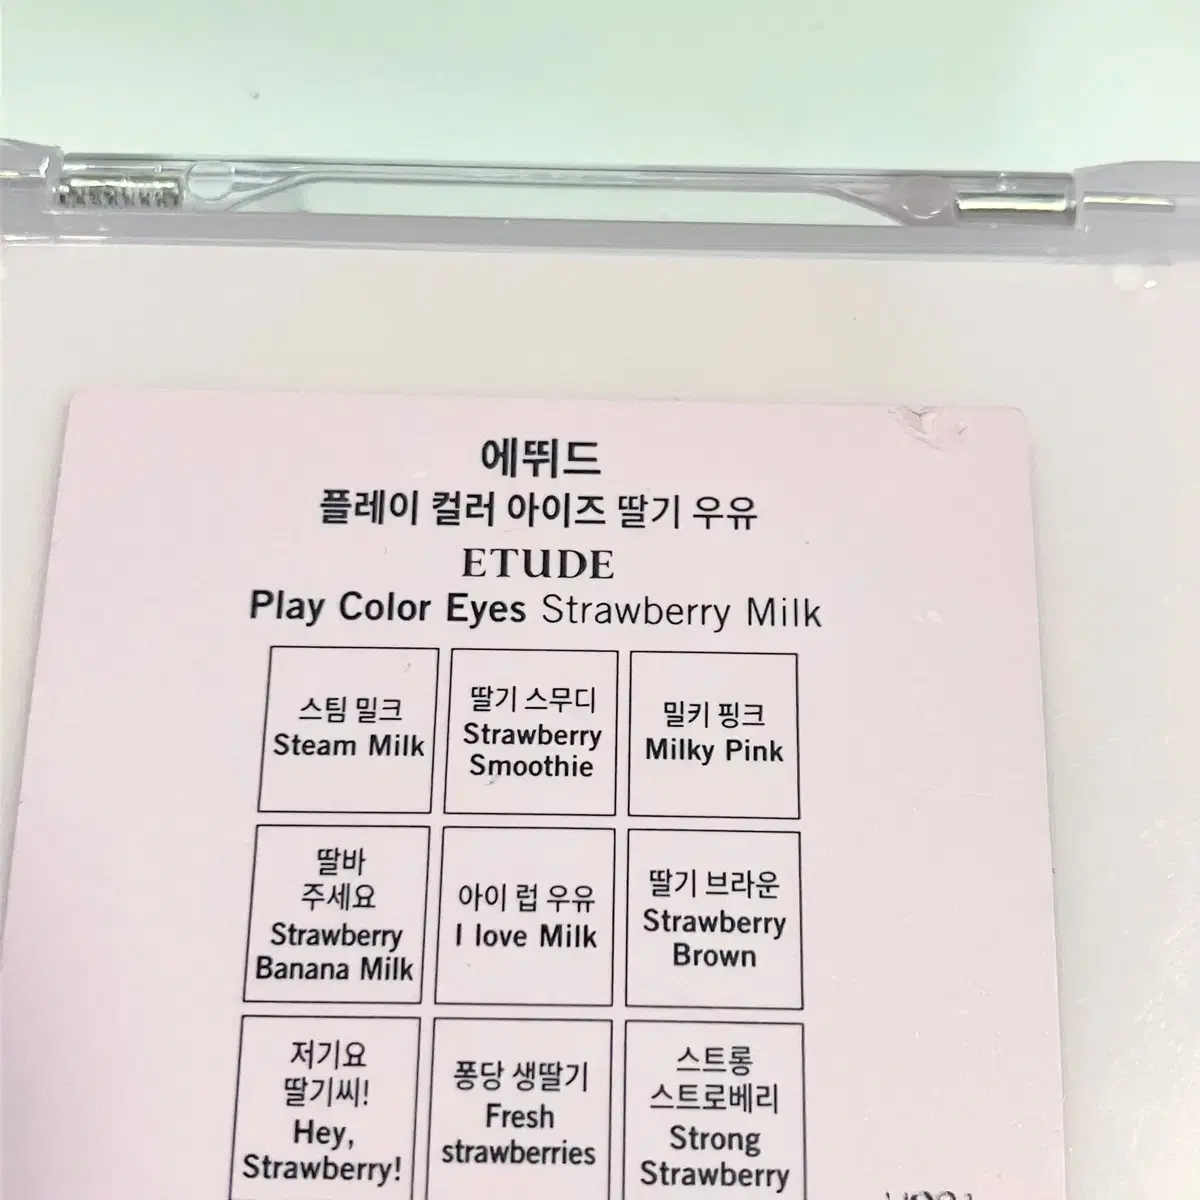 에뛰드
플레이 컬러 아이즈 딸기 우유
ETUDE
Play Color Eyes Strawberry Milk
스팀 밀크
Steam Milk
딸기 스무디
Strawberry
Smoothie
밀키 핑크
Milky Pink
딸바
주세요
Strawberry
Banana Milk
아이 럽 우유
I love Milk
딸기 브라운
Strawberry
Brown
저기요
딸기씨!
Hey,
Strawberry!
퐁당 생딸기
Fresh
strawberries
스트롱
스트로베리
Strong
Strawberry